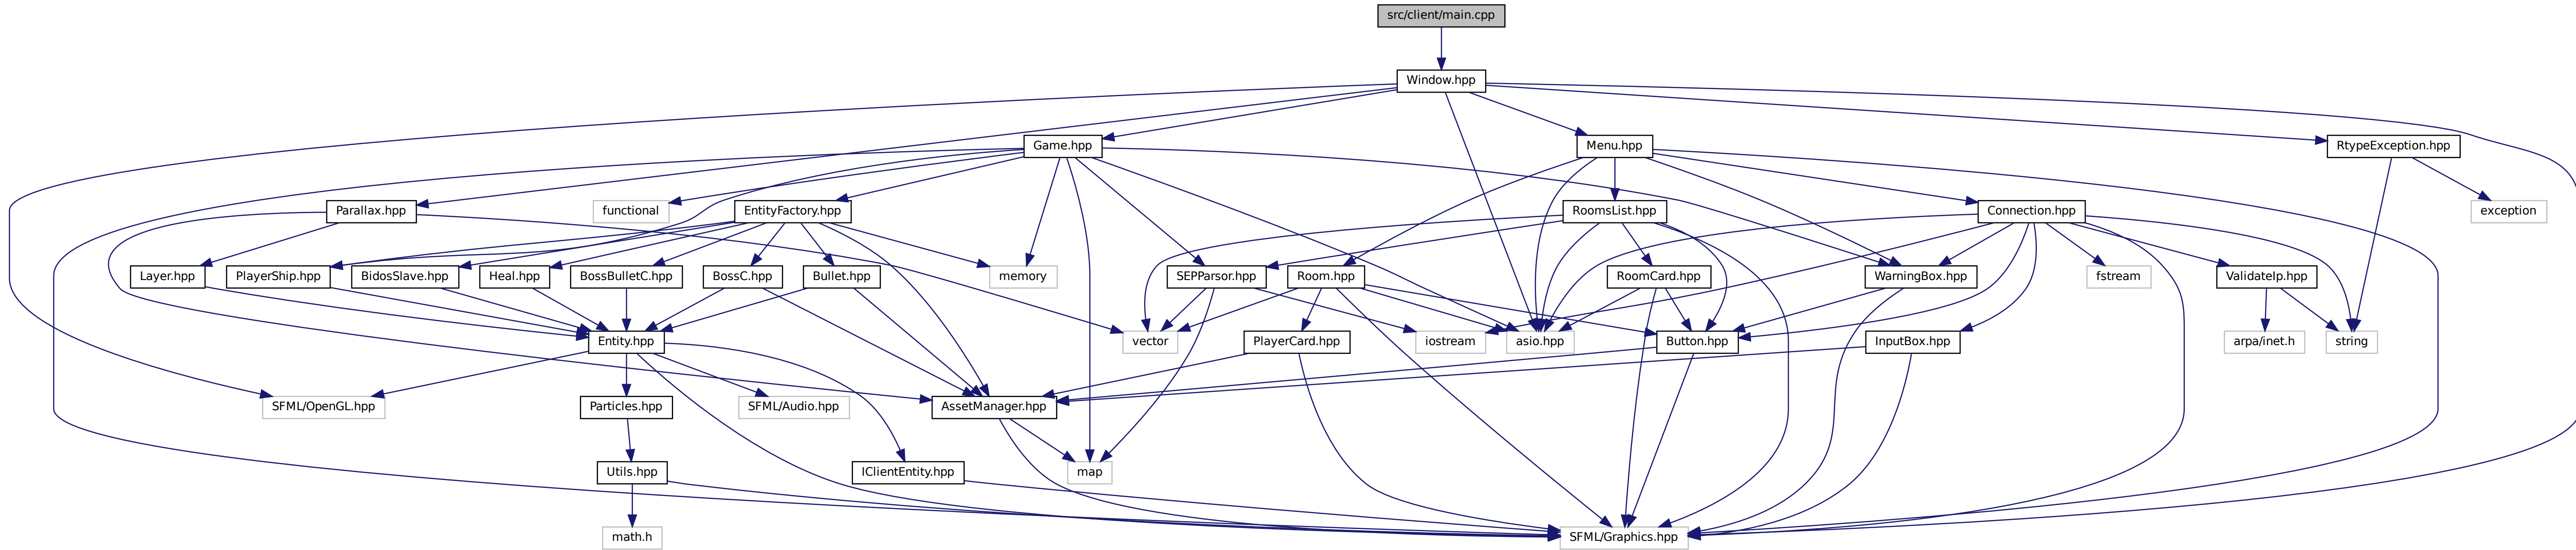 src/client/main.cpp
Window.hpp
Game.hpp
Menu.hpp
RtypeException.hpp
Parallax.hpp
functional
EntityFactory.hpp
RoomsList.hpp
Connection.hpp
exception
Layer.hpp
PlayerShip.hpp
BidosSlave.hpp
Heal.hpp
BossBulletC.hpp
BossC.hpp
Bullet.hpp
memory
SEPParsor.hpp
Room.hpp
RoomCard.hpp
WarningBox.hpp
fstream
ValidateIp.hpp
Entity.hpp
vector
PlayerCard.hpp
iostream
asio.hpp
Button.hpp
InputBox.hpp
arpa/inet.h
string
SFML/OpenGL.hpp
Particles.hpp
SFML/Audio.hpp
AssetManager.hpp
Utils.hpp
IClientEntity.hpp
map
math.h
SFML/Graphics.hpp